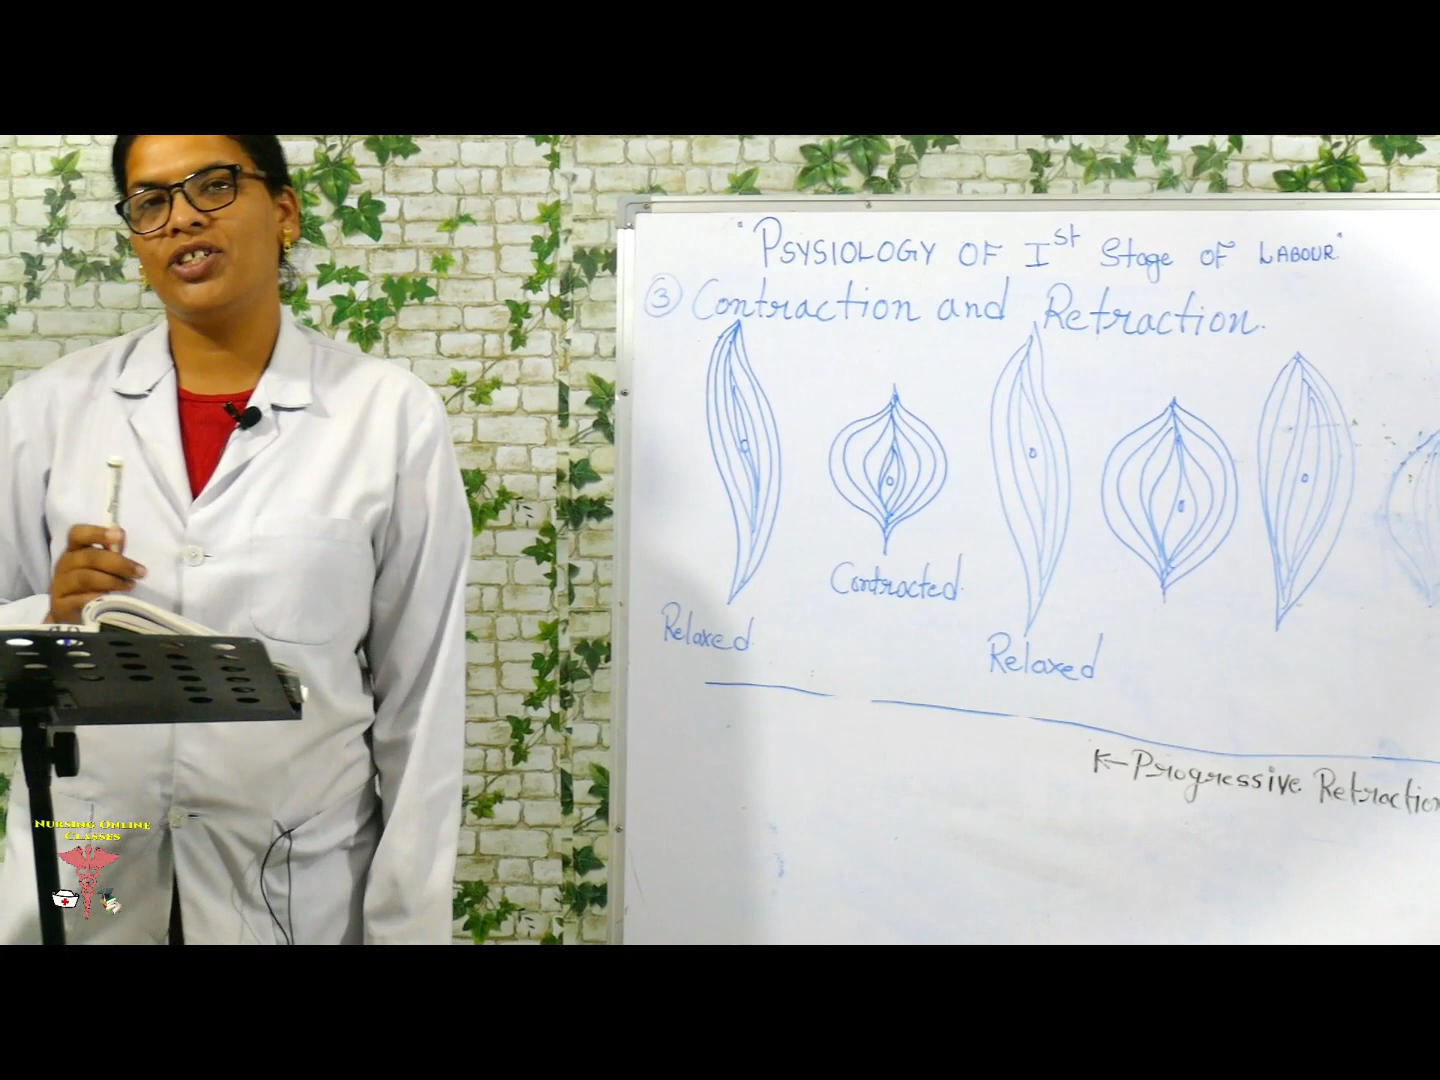 "PSYSIOLOGY OF Ist Stage OF LABOUR"
③ Contraction and Retraction.
Contracted.
Relaxed.
Relaxed
K-Progressive Retraction
NURSING ONLINE
CLASSES